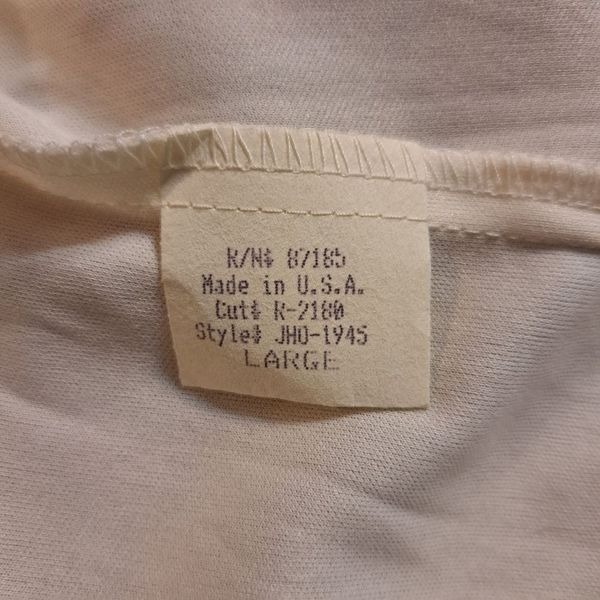 R/N# 87185
Made in U.S.A.
Cut# R-2180
Style# JHO-1945
LARGE